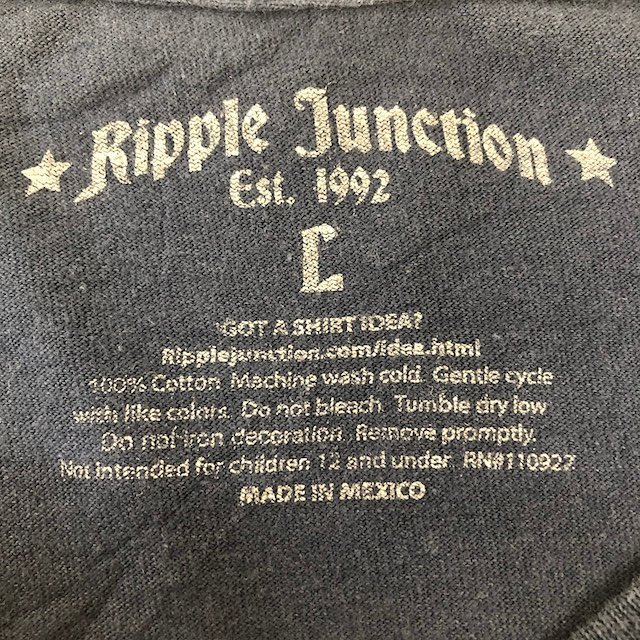 Ripple Junction
Est. 1992
L
GOT A SHIRT IDEA?
Ripplejunction.com/idea.html
100% Cotton Machine wash cold. Gentle cycle
wish like colors. Do not bleach. Tumble dry low
Do not iron decoration. Remove promptly.
Not intended for children 12 and under. RN#110922
MADE IN MEXICO